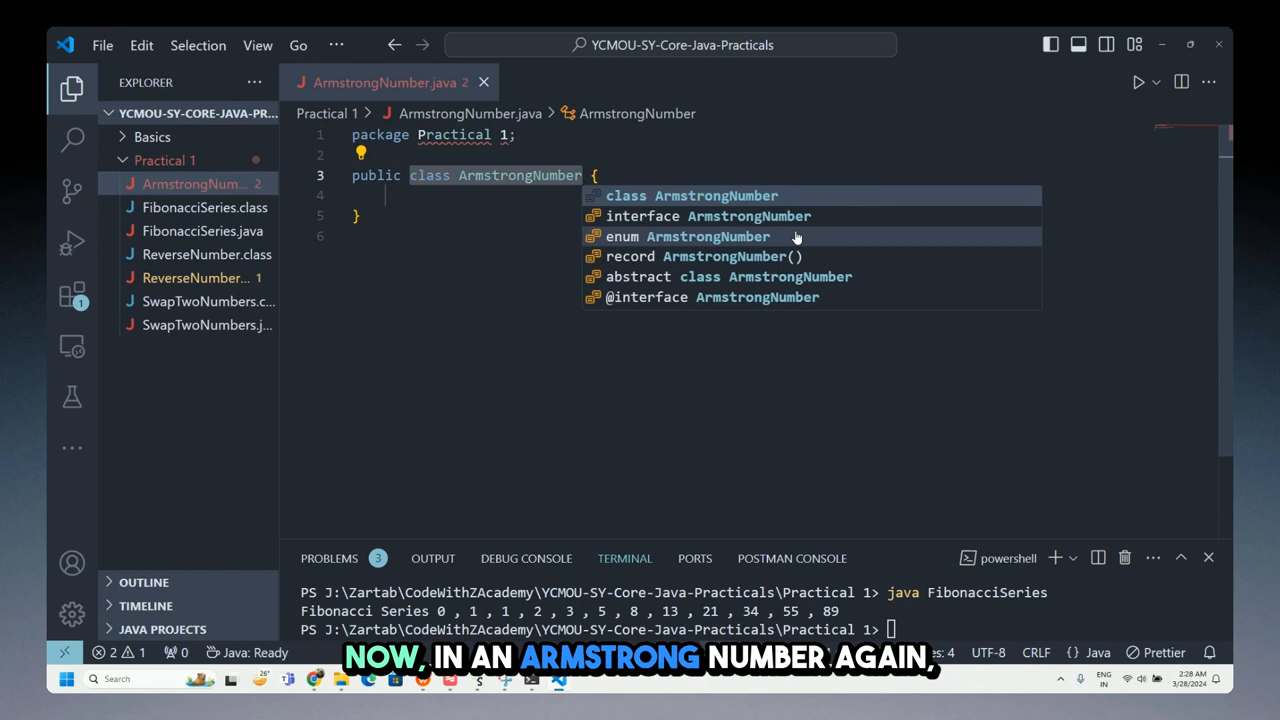 File Edit Selection View Go ··· YCMOU-SY-Core-Java-Practicals
EXPLORER ···
YCMOU-SY-CORE-JAVA-PR...
Basics
Practical 1
ArmstrongNum... 2
FibonacciSeries.class
FibonacciSeries.java
ReverseNumber.class
ReverseNumber... 1
SwapTwoNumbers.c...
SwapTwoNumbers.j...
OUTLINE
TIMELINE
JAVA PROJECTS
1
ArmstrongNumber.java 2
Practical 1 > ArmstrongNumber.java > ArmstrongNumber
1 package Practical 1;
2
3 public class ArmstrongNumber {
4
5 }
6
class ArmstrongNumber
interface ArmstrongNumber
enum ArmstrongNumber
record ArmstrongNumber()
abstract class ArmstrongNumber
@interface ArmstrongNumber
PROBLEMS 3 OUTPUT DEBUG CONSOLE TERMINAL PORTS POSTMAN CONSOLE powershell
PS J:\Zartab\CodeWithZAcademy\YCMOU-SY-Core-Java-Practicals\Practical 1> java FibonacciSeries
Fibonacci Series 0 , 1 , 1 , 2 , 3 , 5 , 8 , 13 , 21 , 34 , 55 , 89
PS J:\Zartab\CodeWithZAcademy\YCMOU-SY-Core-Java-Practicals\Practical 1>
NOW, IN AN ARMSTRONG NUMBER AGAIN,
2 1 0 Java: Ready Spaces: 4 UTF-8 CRLF Java Prettier
Search 26° ENG IN 2:28 AM 3/28/2024